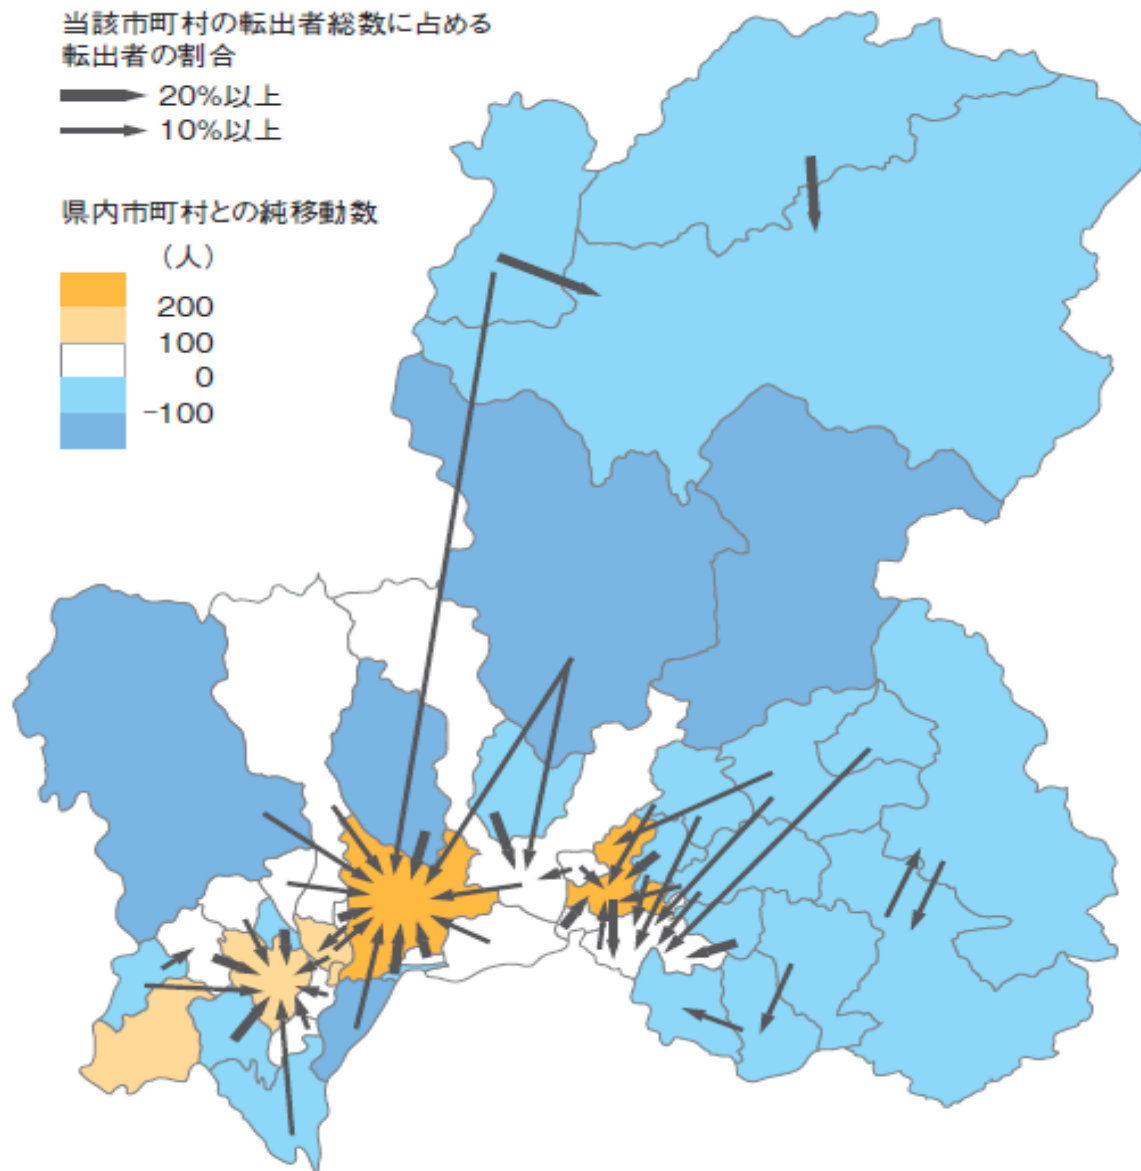 当該市町村の転出者総数に占める
転出者の割合
20%以上
10%以上
県内市町村との純移動数
（人）
200
100
0
-100